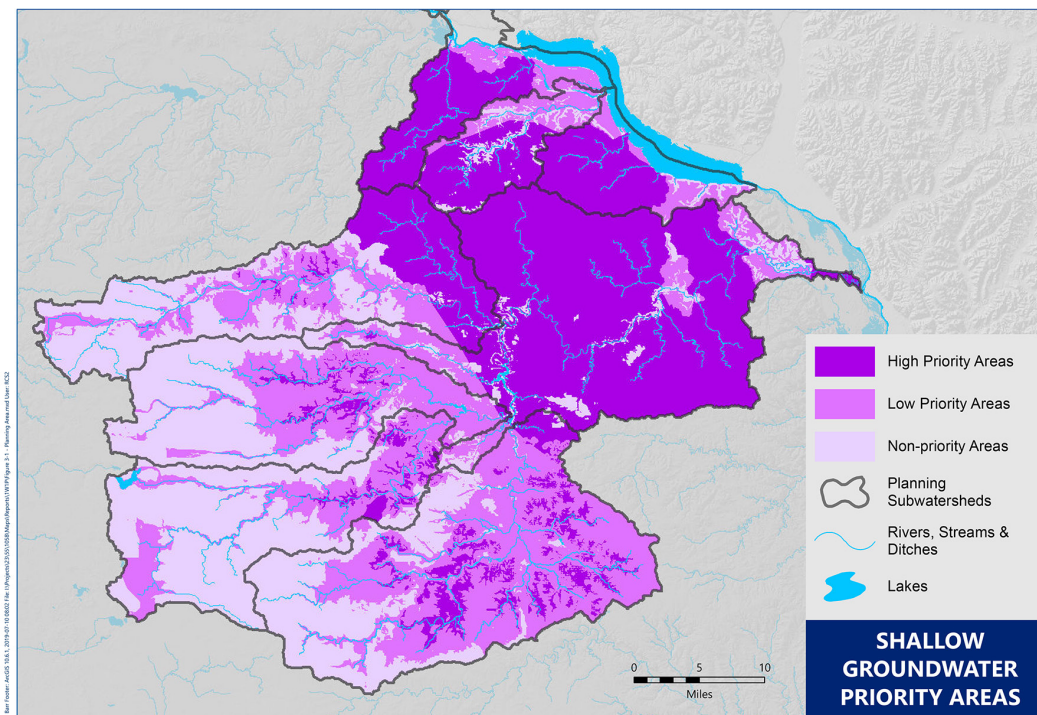 High Priority Areas
Low Priority Areas
Non-priority Areas
Planning
Subwatersheds
Rivers, Streams &
Ditches
Lakes
0 5 10
Miles
SHALLOW
GROUNDWATER
PRIORITY AREAS